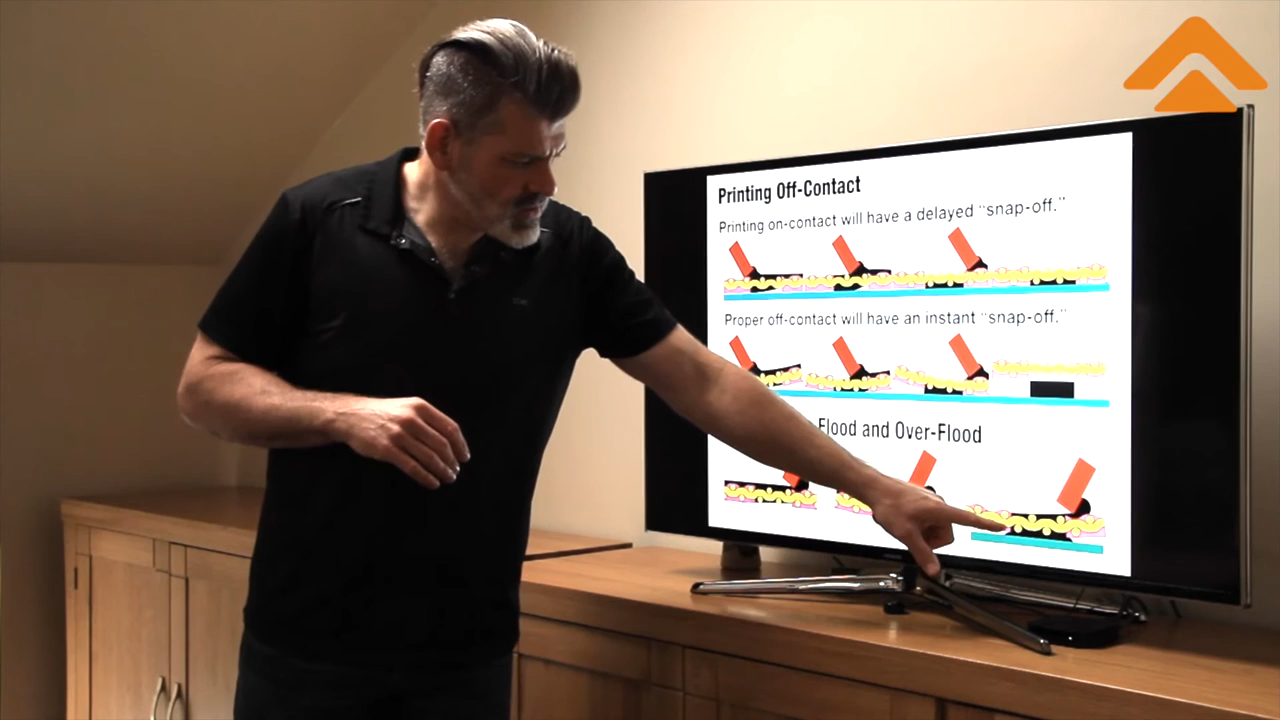 Printing Off-Contact
Printing on-contact will have a delayed “snap-off.”
Proper off-contact will have an instant “snap-off.”
Flood and Over-Flood